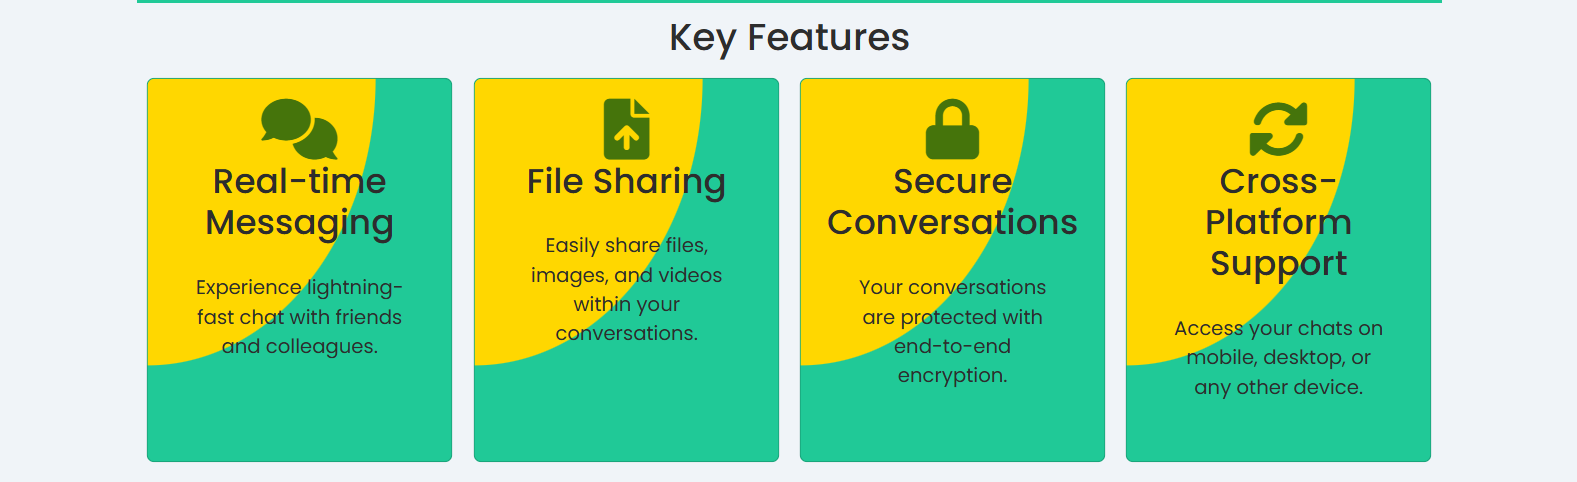 Key Features
Real-time
Messaging
Experience lightning-
fast chat with friends
and colleagues.
File Sharing
Easily share files,
images, and videos
within your
conversations.
Secure
Conversations
Your conversations
are protected with
end-to-end
encryption.
Cross-
Platform
Support
Access your chats on
mobile, desktop, or
any other device.